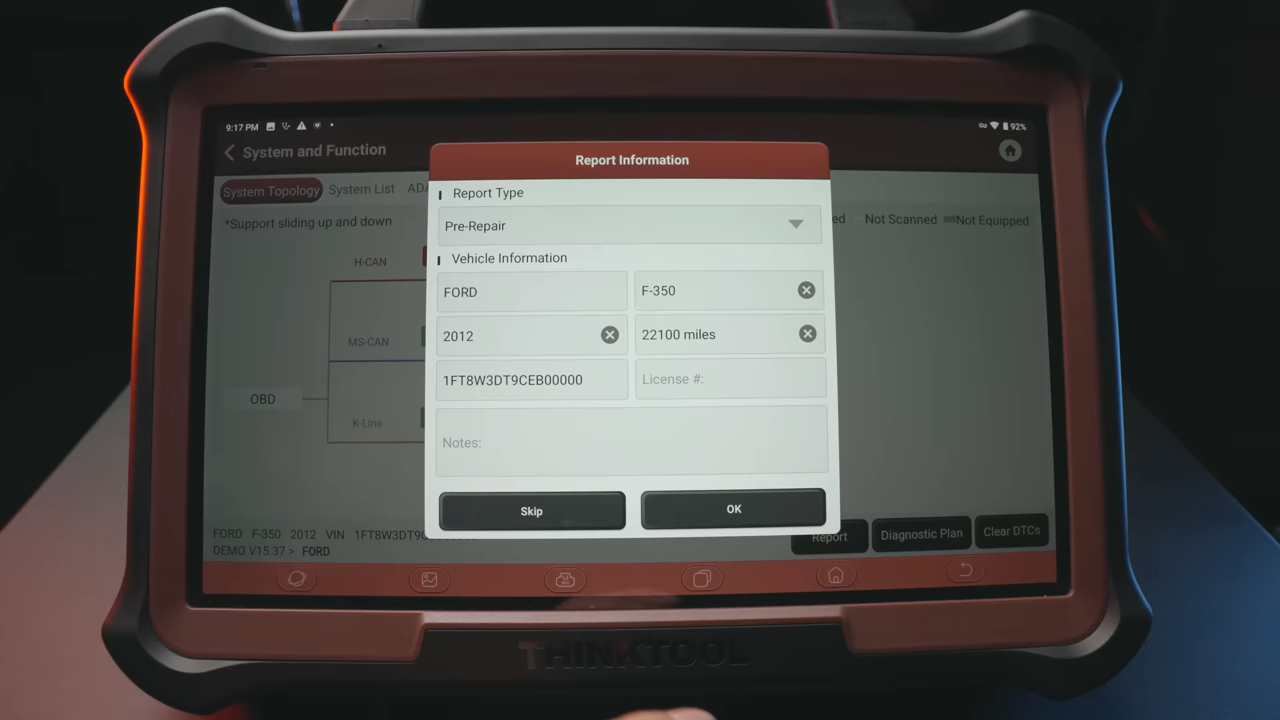 9:17 PM
92%
System and Function
Report Information
System Topology
System List
Report Type
*Support sliding up and down
Pre-Repair
Not Scanned
Not Equipped
H-CAN
Vehicle Information
FORD
F-350
MS-CAN
2012
22100 miles
OBD
1FT8W3DT9CEB00000
License #:
K-Line
Notes:
Skip
OK
FORD F-350 2012 VIN
Report
Diagnostic Plan
Clear DTCs
DEMO V15.37 > FORD
THINKTOOL